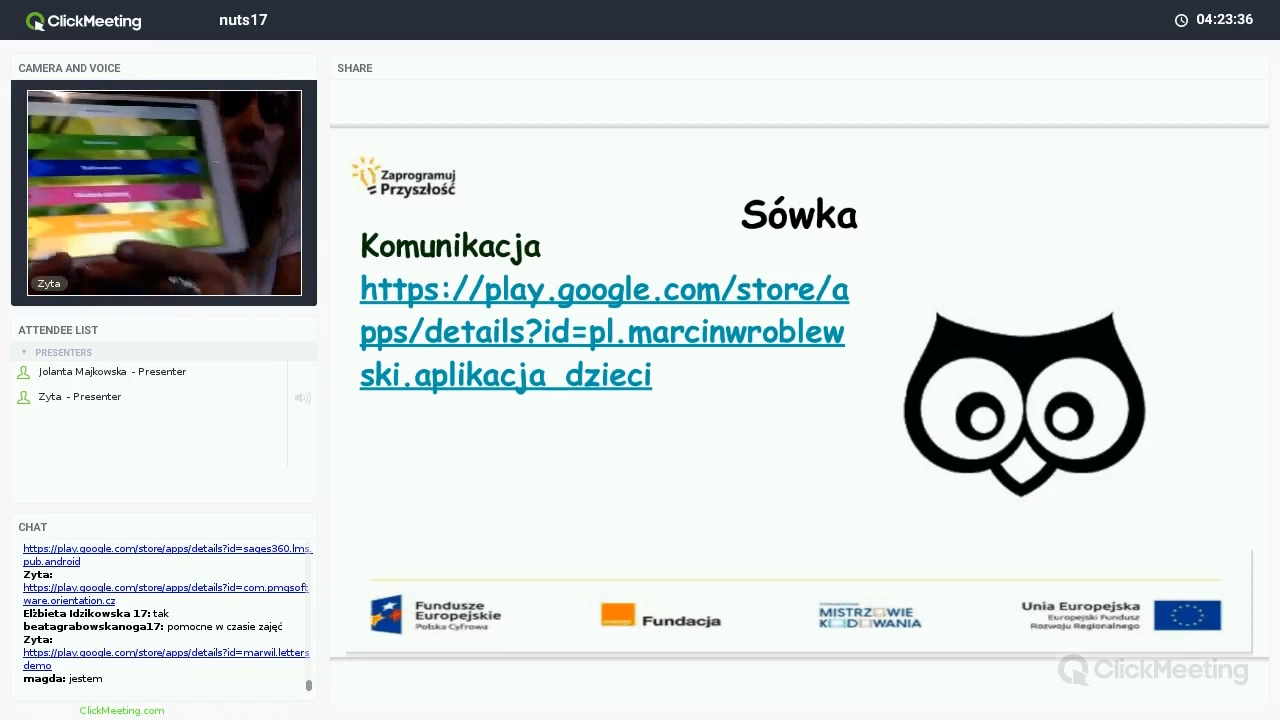 ClickMeeting
nuts17
04:23:36
CAMERA AND VOICE
Zyta
ATTENDEE LIST
PRESENTERS
Jolanta Majkowska - Presenter
Zyta - Presenter
CHAT
https://play.google.com/store/apps/details?id=sages360.lms.
pub.android
Zyta:
https://play.google.com/store/apps/details?id=com.pmqsoft
ware.orientation.cz
Elżbieta Idzikowska 17: tak
beatagrabowskanoga17: pomocne w czasie zajęć
Zyta:
https://play.google.com/store/apps/details?id=marwil.letters
demo
magda: jestem
ClickMeeting.com
SHARE
Zaprogramuj
Przyszłość
Sówka
Komunikacja
https://play.google.com/store/a
pps/details?id=pl.marcinwroblew
ski.aplikacja_dzieci
Fundusze
Europejskie
Polska Cyfrowa
Fundacja
MISTRZOWIE
KODOWANIA
Unia Europejska
Europejski Fundusz
Rozwoju Regionalnego
ClickMeeting